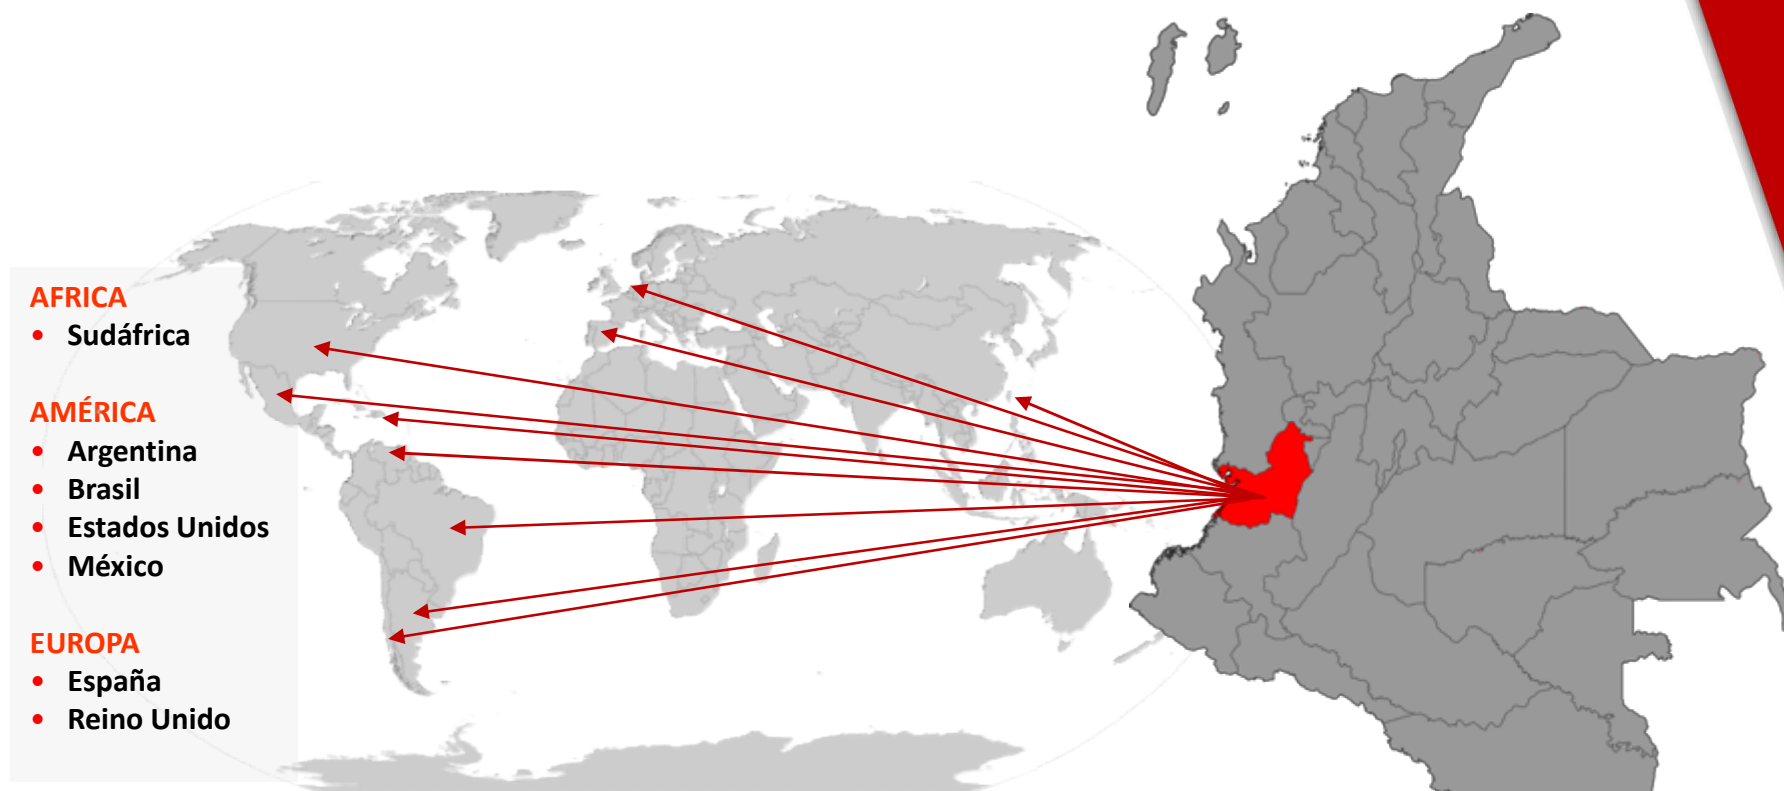 AFRICA
• Sudáfrica
AMÉRICA
• Argentina
• Brasil
• Estados Unidos
• México
EUROPA
• España
• Reino Unido